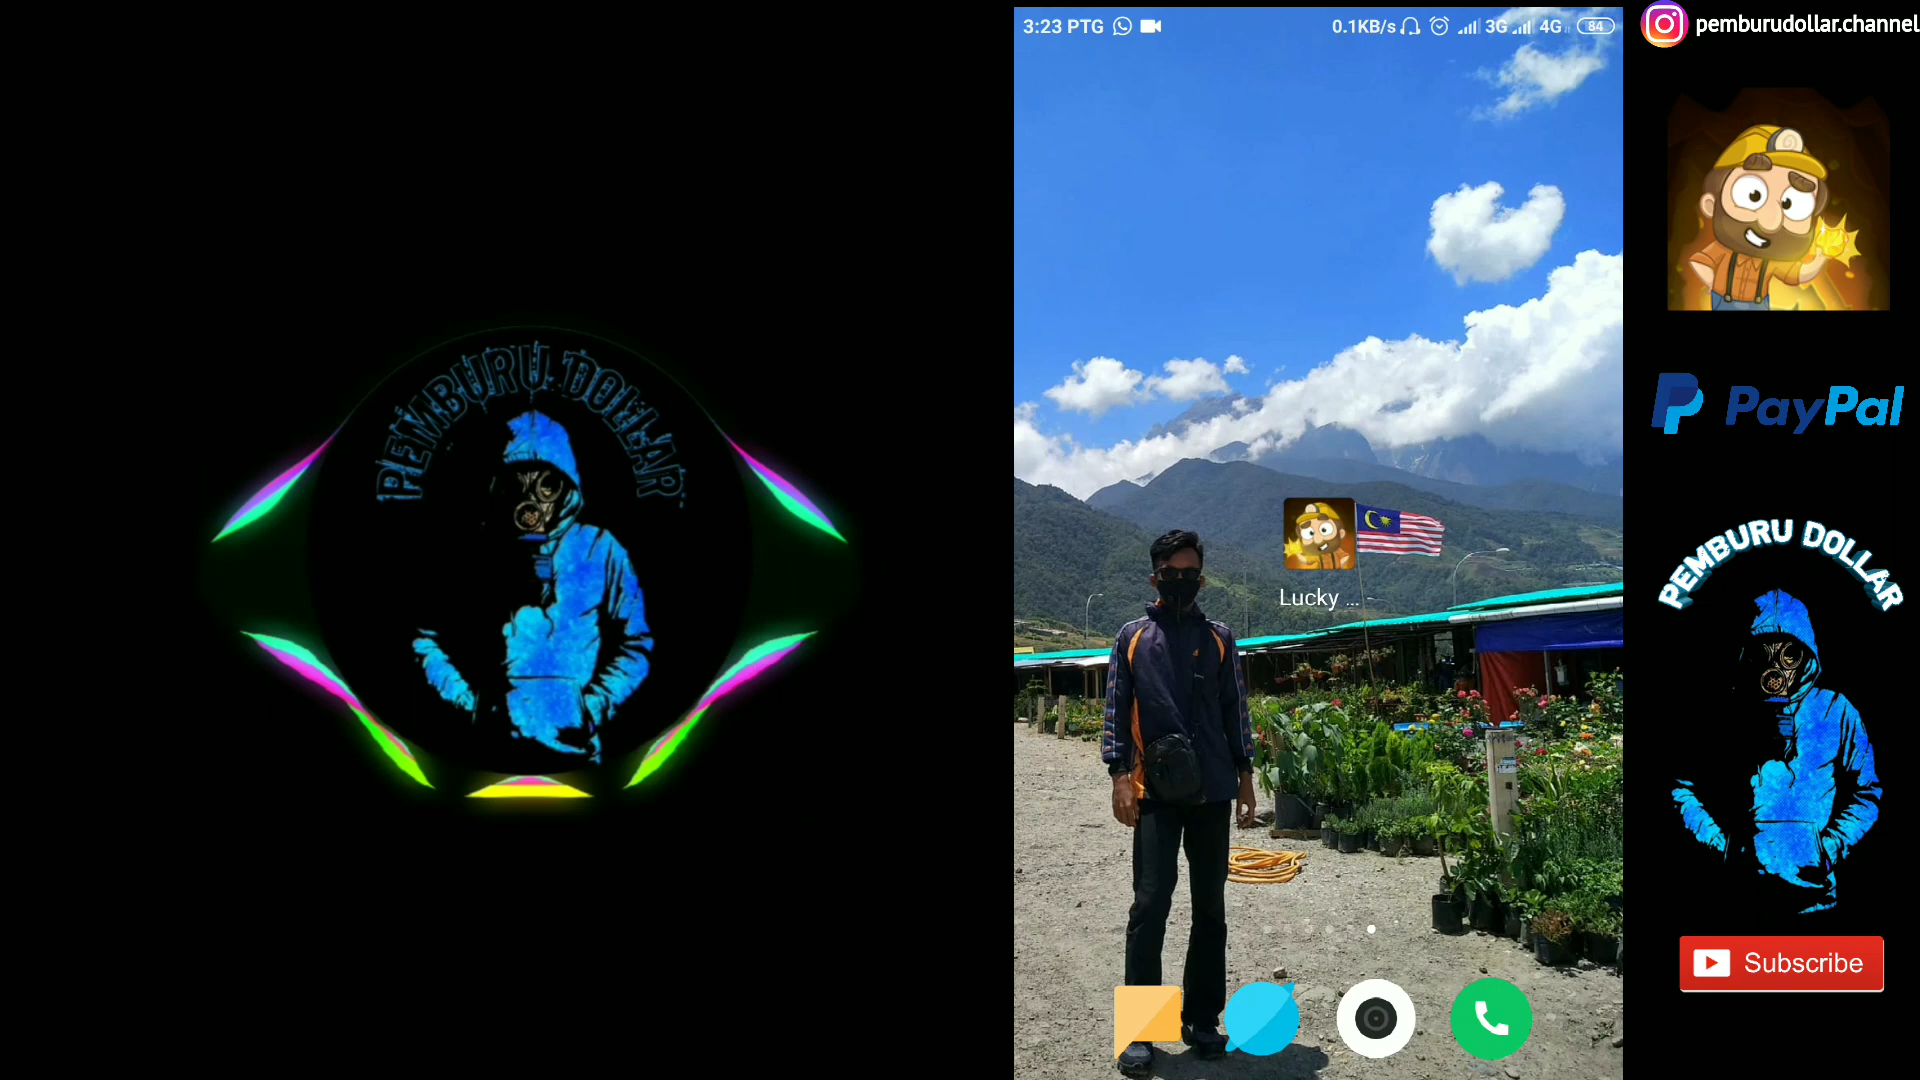 3:23 PTG
0.1KB/s
3G
4G
84
pemburudollar.channel
PEMBURU DOLLAR
Lucky ...
PayPal
PEMBURU DOLLAR
Subscribe